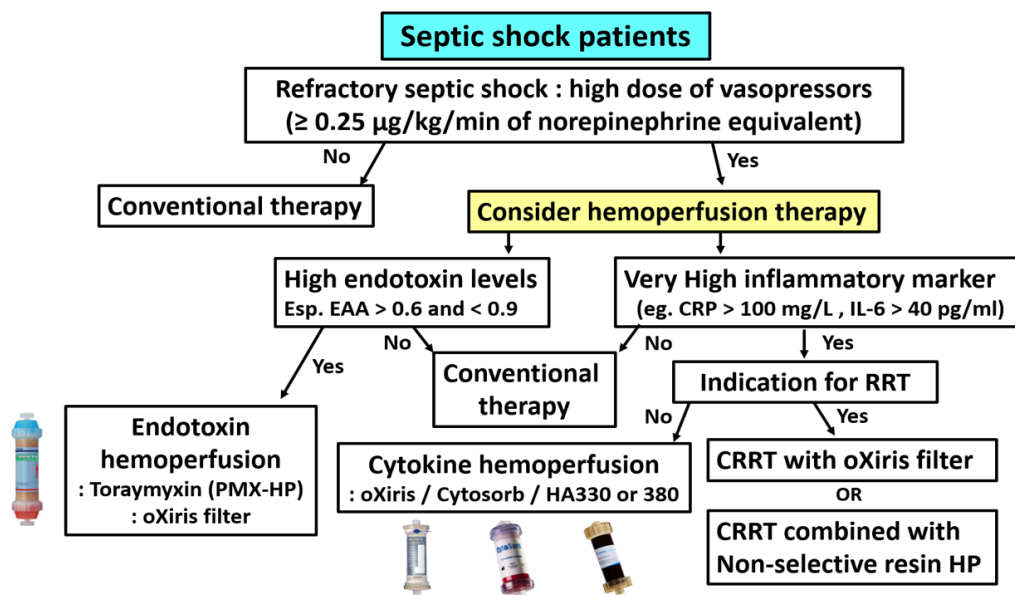 Septic shock patients
Refractory septic shock : high dose of vasopressors
(≥ 0.25 µg/kg/min of norepinephrine equivalent)
No
Yes
Conventional therapy
Consider hemoperfusion therapy
High endotoxin levels
Esp. EAA > 0.6 and < 0.9
Very High inflammatory marker
(eg. CRP > 100 mg/L , IL-6 > 40 pg/ml)
Yes
No
No
Yes
Conventional
therapy
Indication for RRT
No
Yes
Endotoxin
hemoperfusion
: Toraymyxin (PMX-HP)
: oXiris filter
Cytokine hemoperfusion
: oXiris / Cytosorb / HA330 or 380
CRRT with oXiris filter
OR
CRRT combined with
Non-selective resin HP
CytoSorb